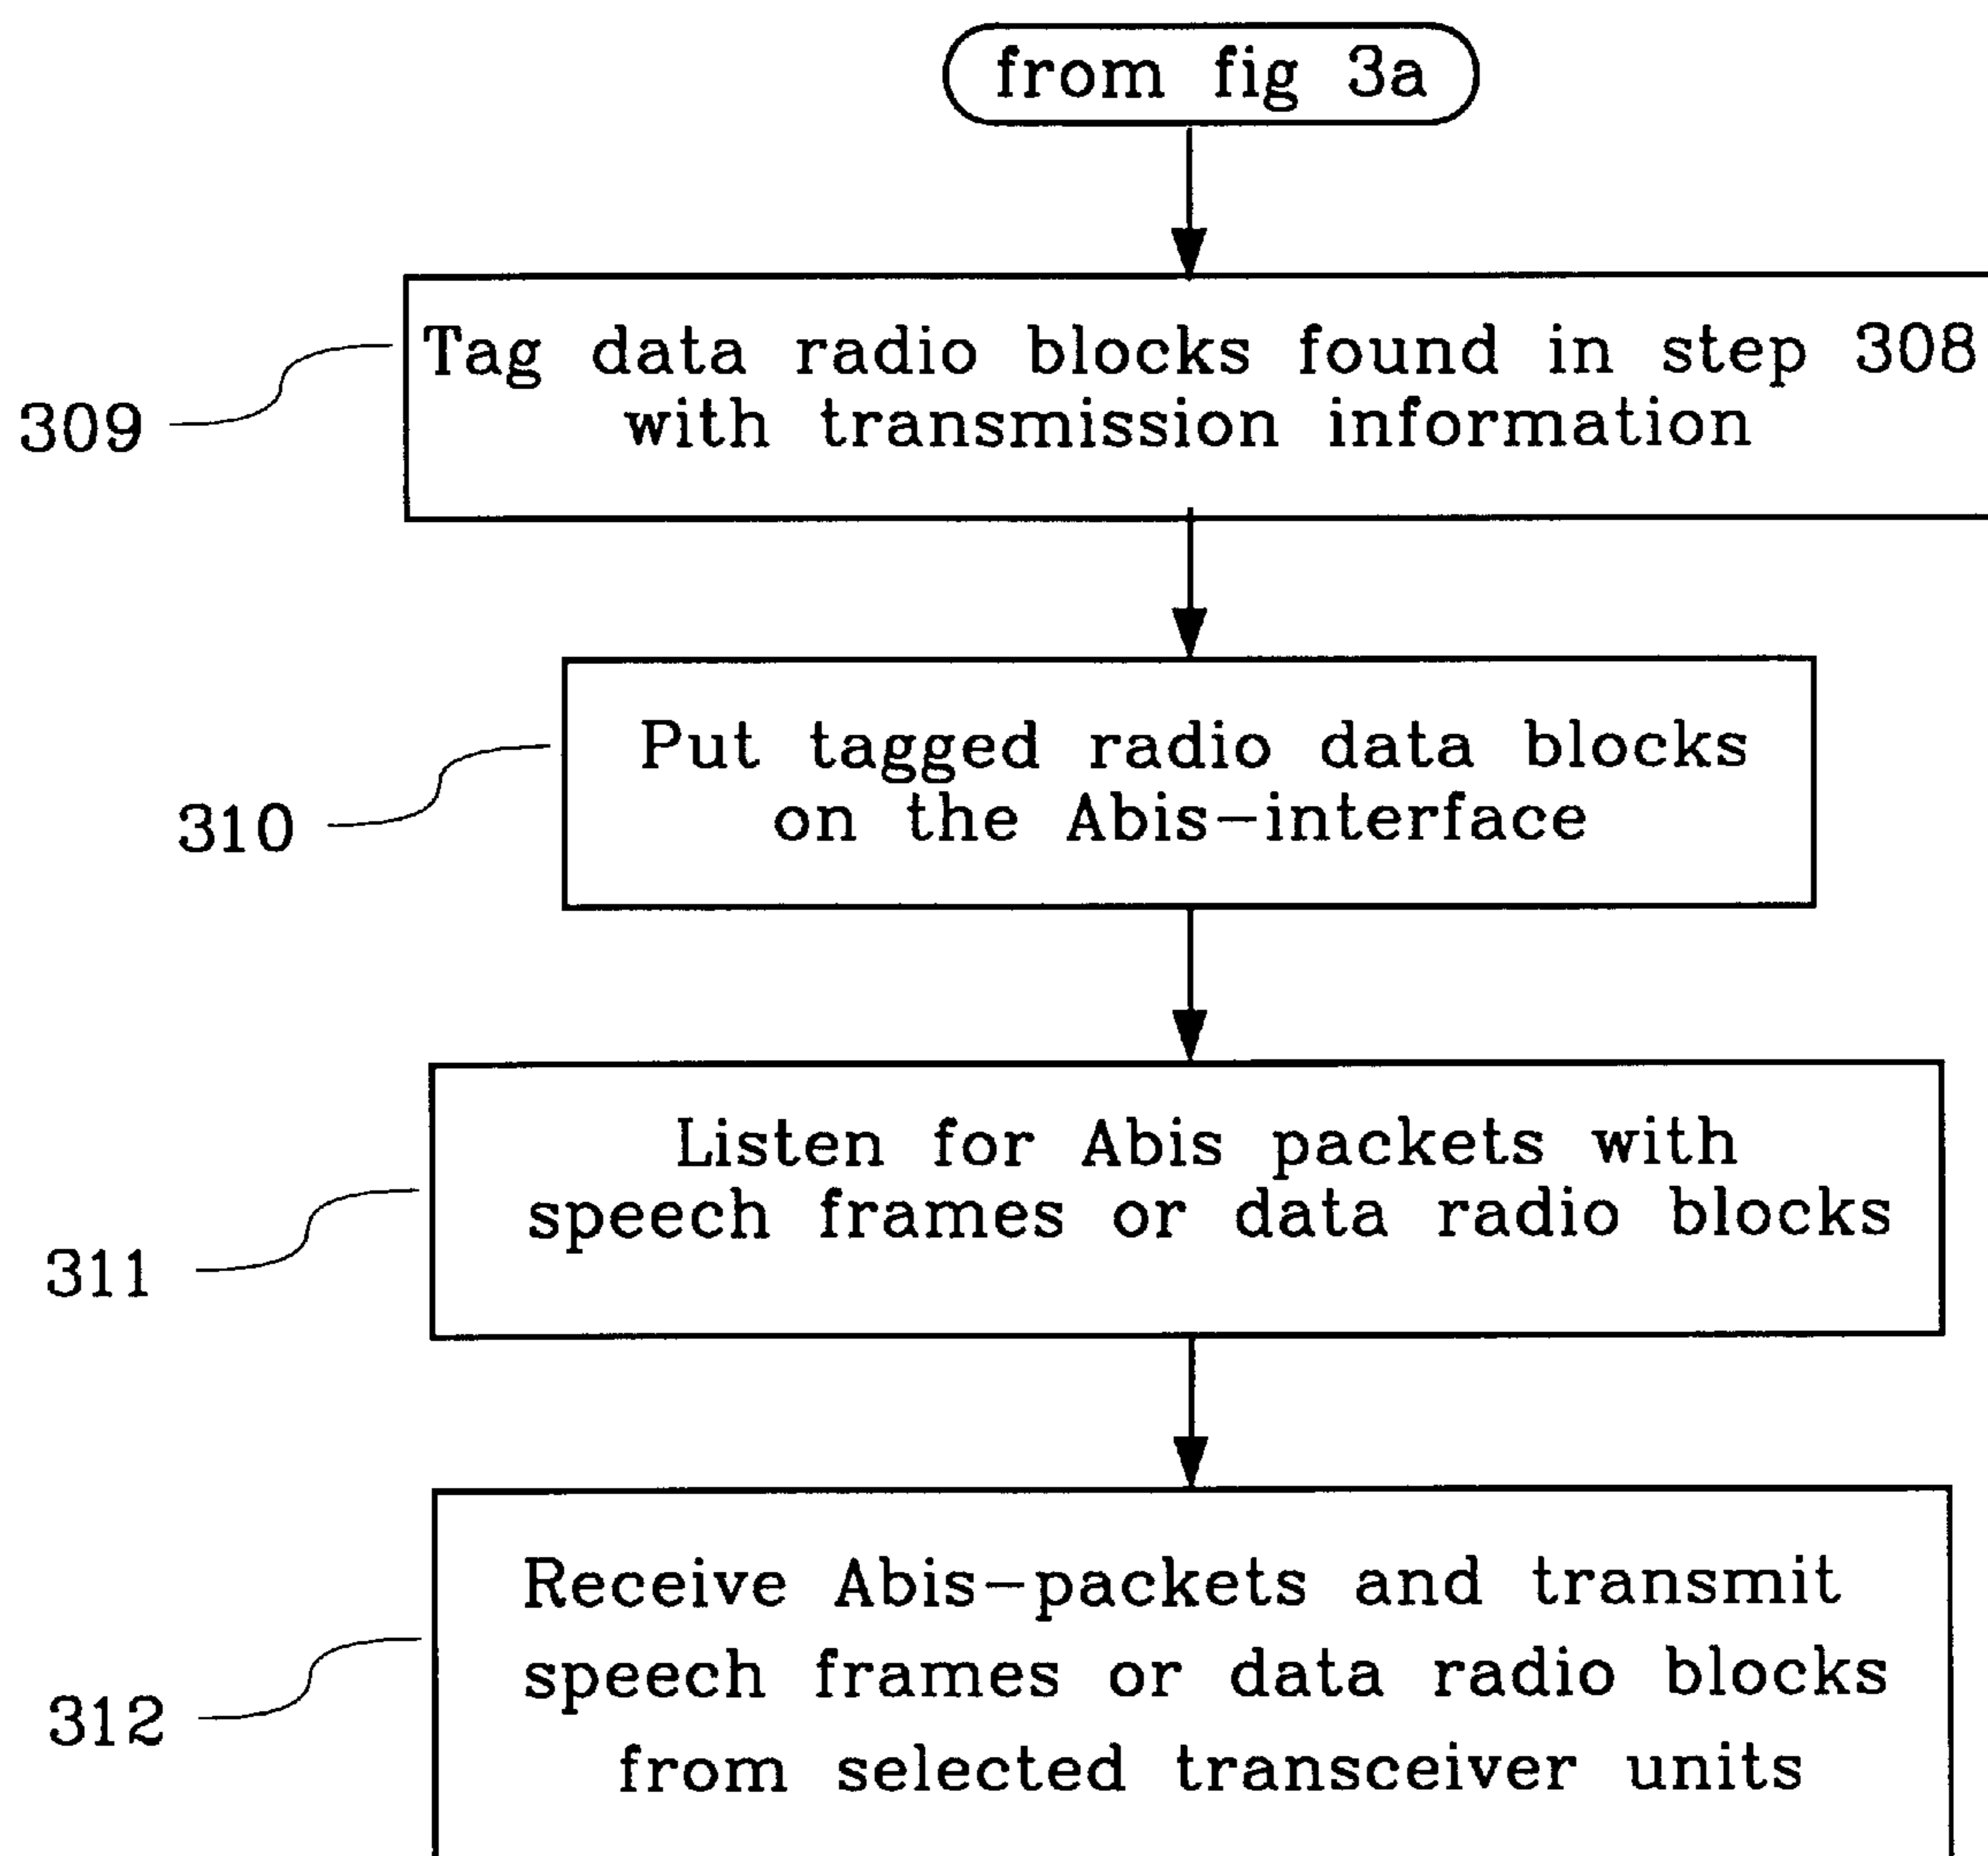 from fig 3a
Tag data radio blocks found in step 308
with transmission information
309
Put tagged radio data blocks
on the Abis-interface
310
Listen for Abis packets with
speech frames or data radio blocks
311
Receive Abis-packets and transmit
speech frames or data radio blocks
from selected transceiver units
312